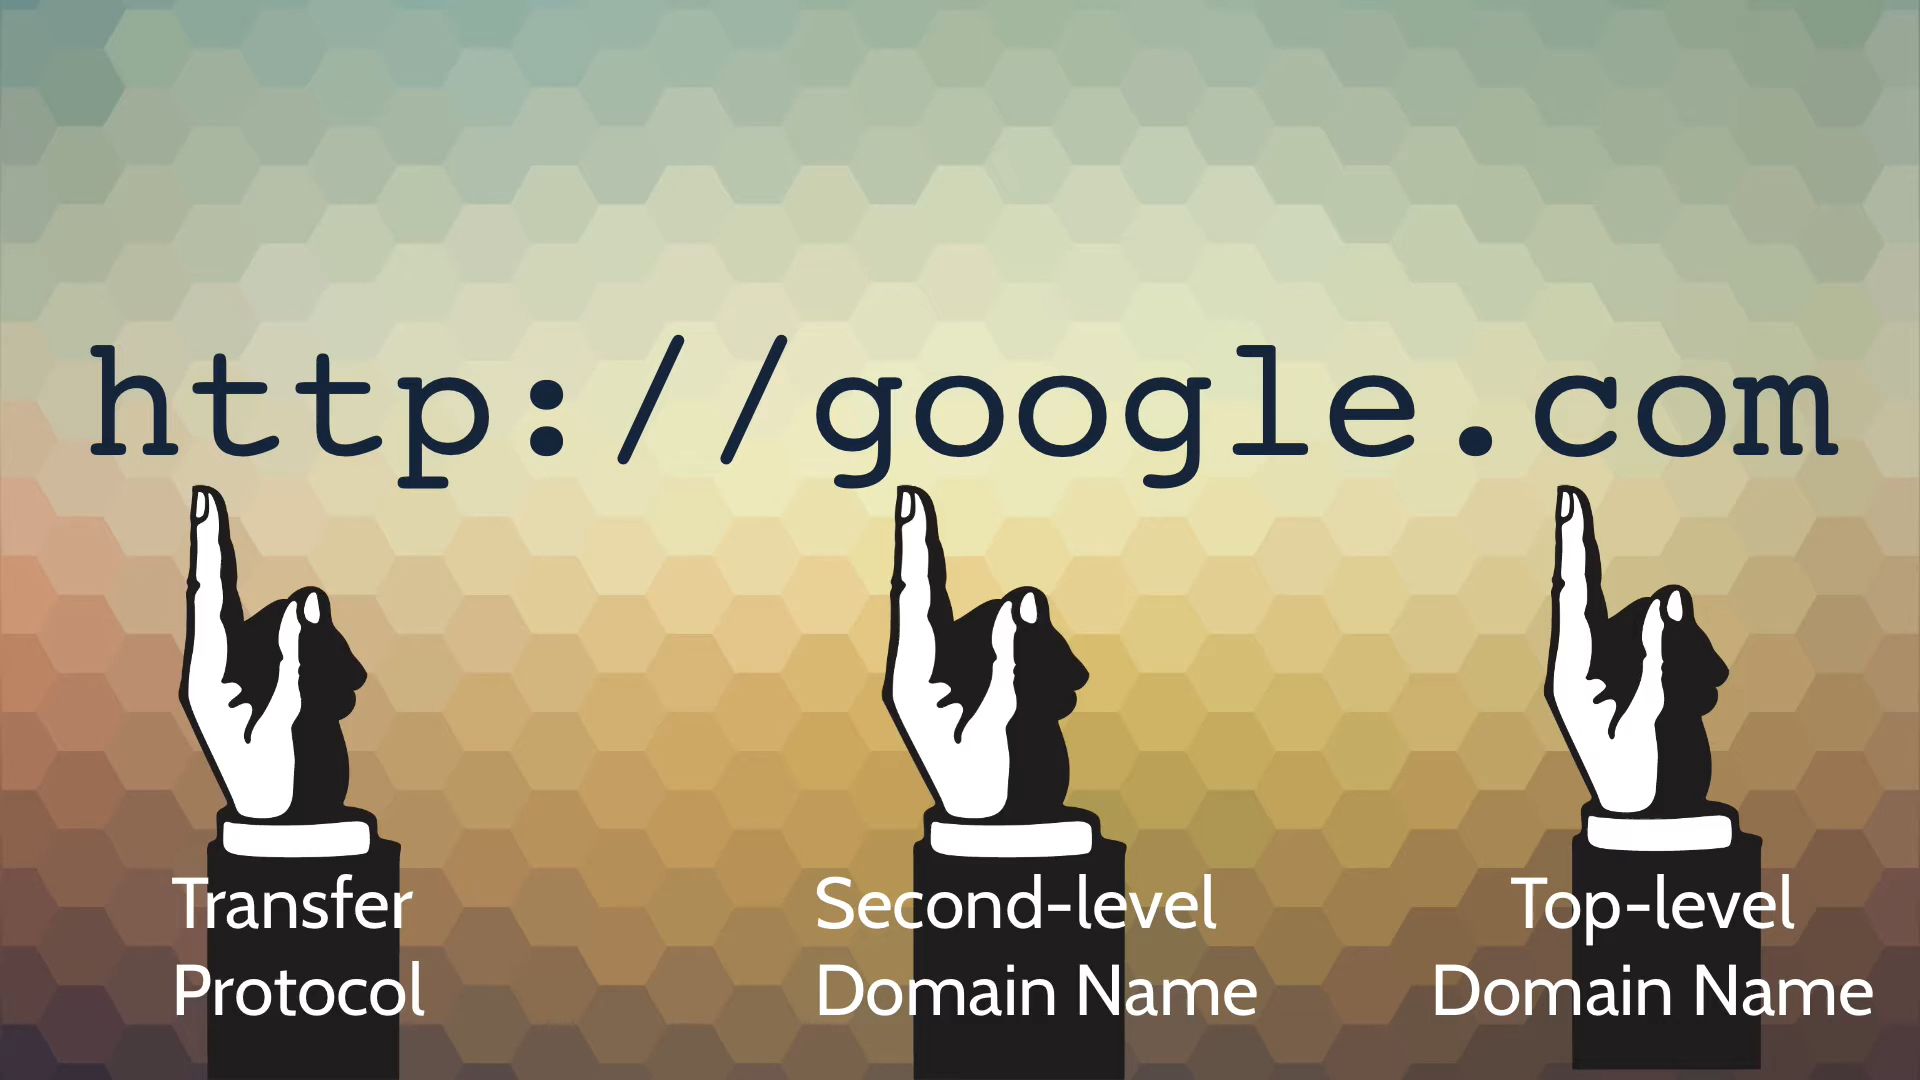 http://google.com
Transfer
Protocol
Second-level
Domain Name
Top-level
Domain Name